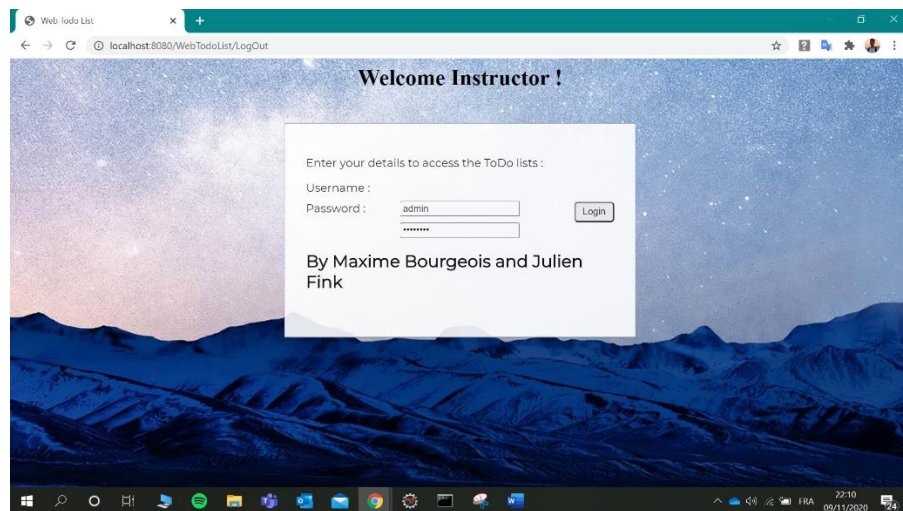 Web Todo List
localhost:8080/WebTodoList/LogOut
Welcome Instructor !
Enter your details to access the ToDo lists :
Username :
Password :
admin
Login
••••••••
By Maxime Bourgeois and Julien
Fink
FRA
22:10
09/11/2020
24